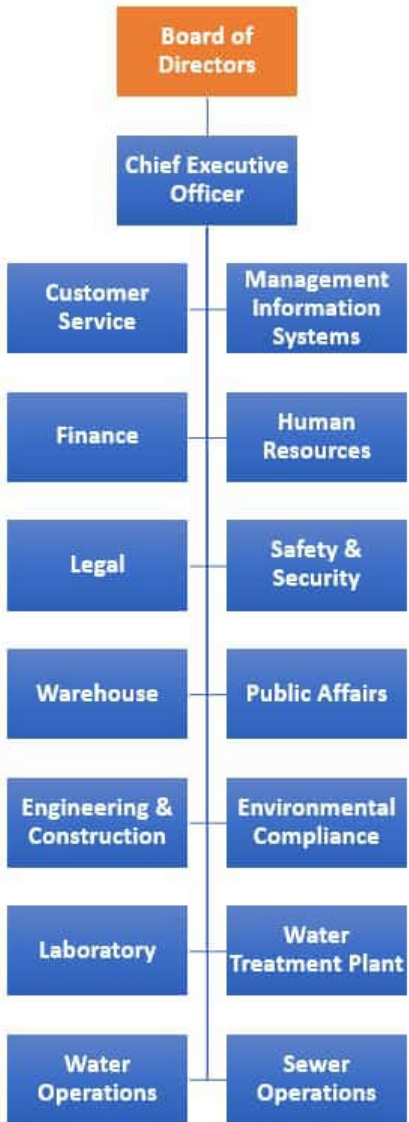 Board of
Directors
Chief Executive
Officer
Customer
Service
Management
Information
Systems
Finance
Human
Resources
Legal
Safety &
Security
Warehouse
Public Affairs
Engineering &
Construction
Environmental
Compliance
Laboratory
Water
Treatment Plant
Water
Operations
Sewer
Operations